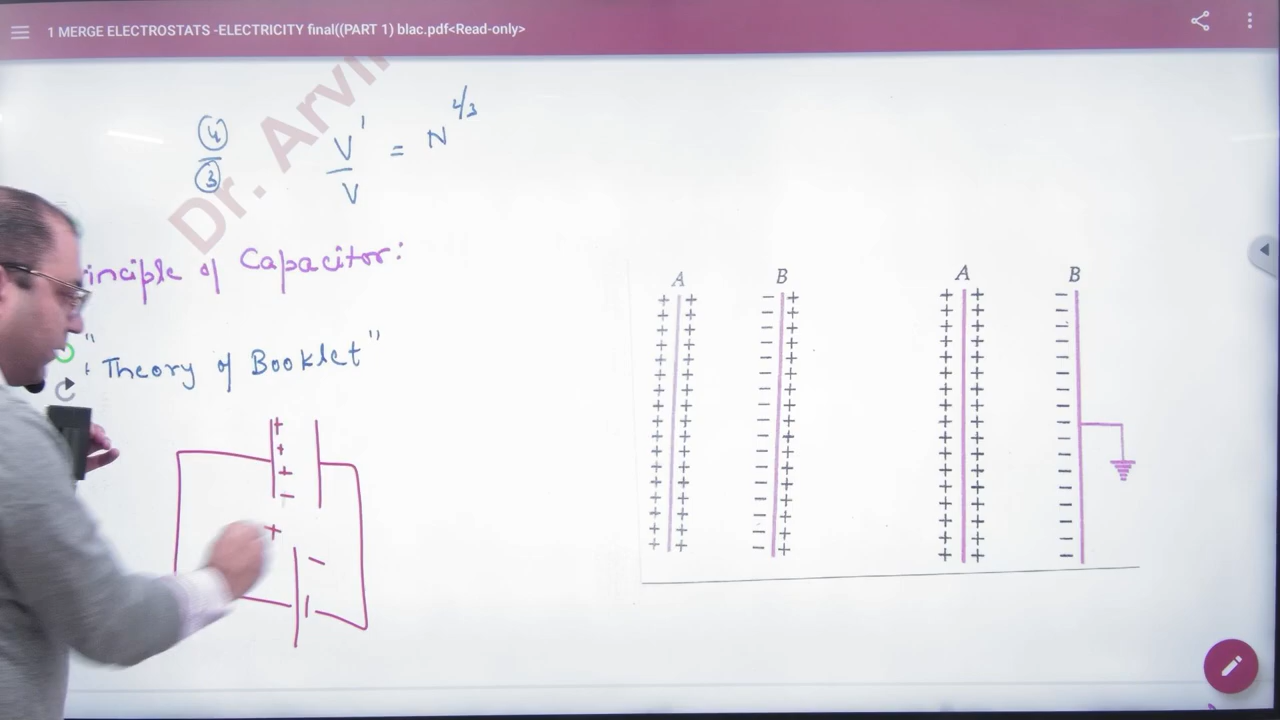 1 MERGE ELECTROSTATS -ELECTRICITY final((PART 1) blac.pdf<Read-only>
Dr. Arvin
4/3 V'/V = N^4/3
rinciple of Capacitor:
"Theory of Booklet"
A B A B